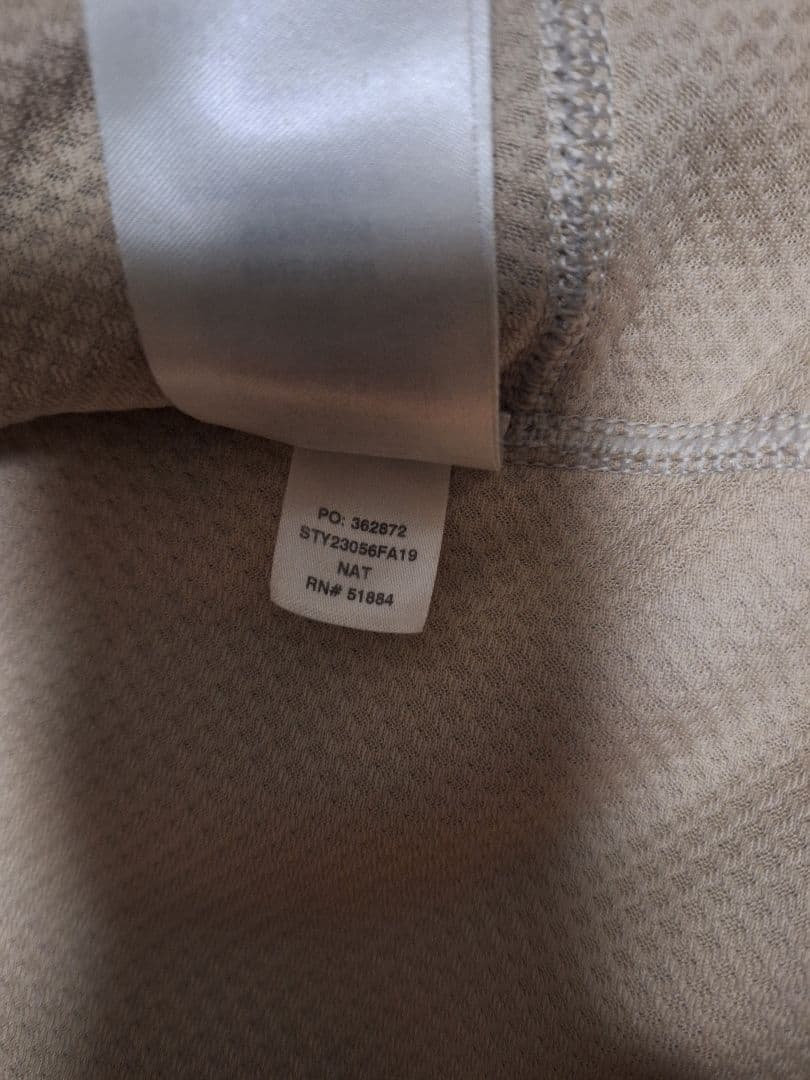 PO: 362872
STY23056FA19
NAT
RN# 51884